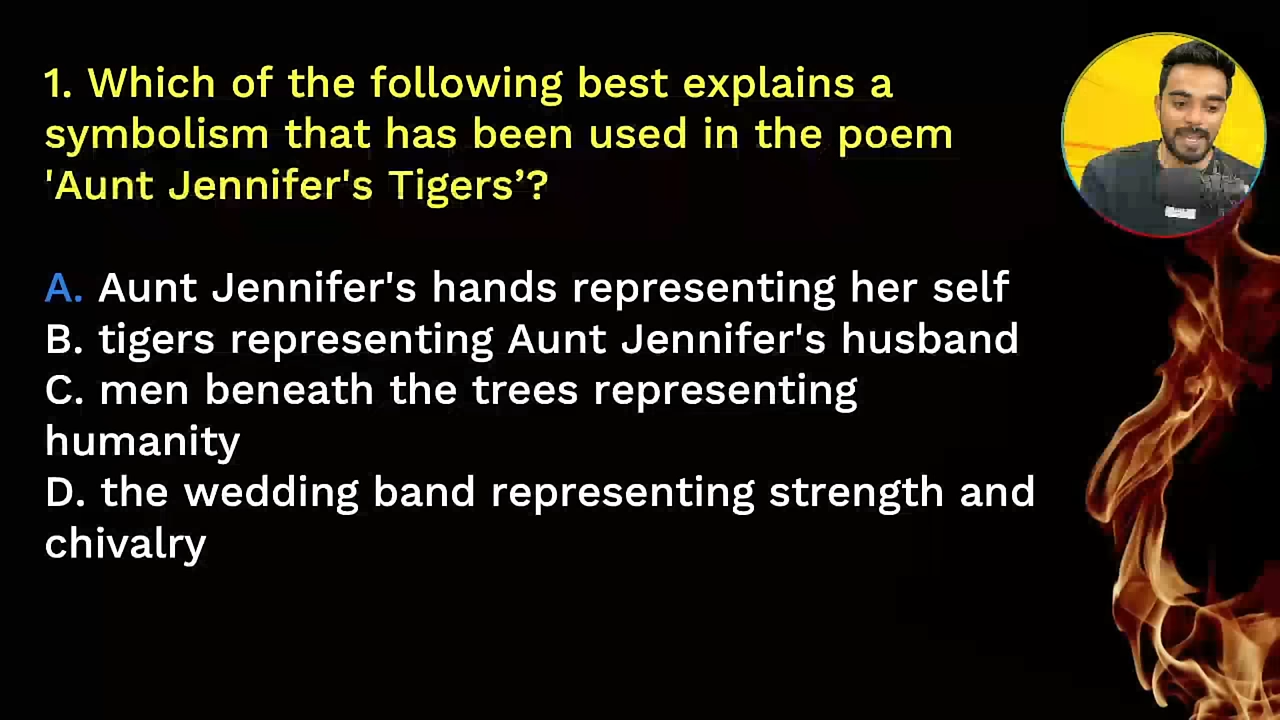 1. Which of the following best explains a
symbolism that has been used in the poem
'Aunt Jennifer's Tigers’?
A. Aunt Jennifer's hands representing her self
B. tigers representing Aunt Jennifer's husband
C. men beneath the trees representing
humanity
D. the wedding band representing strength and
chivalry